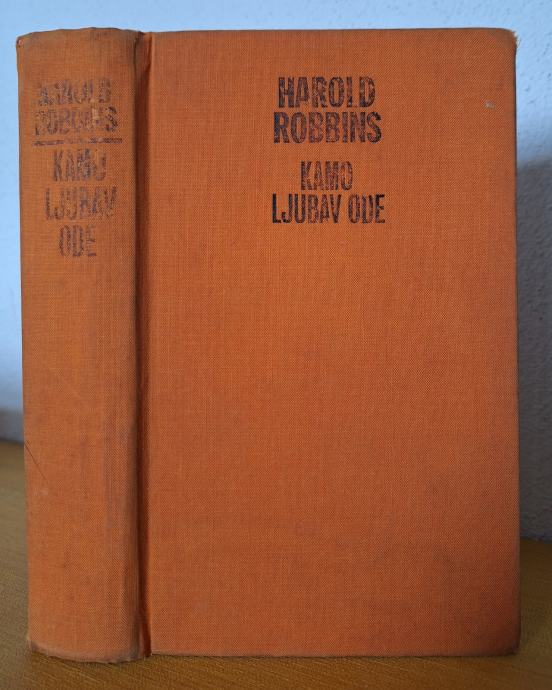 HAROLD
ROBBINS
KAMO
LJUBAV
ODE
HAROLD
ROBBINS
KAMO
LJUBAV ODE